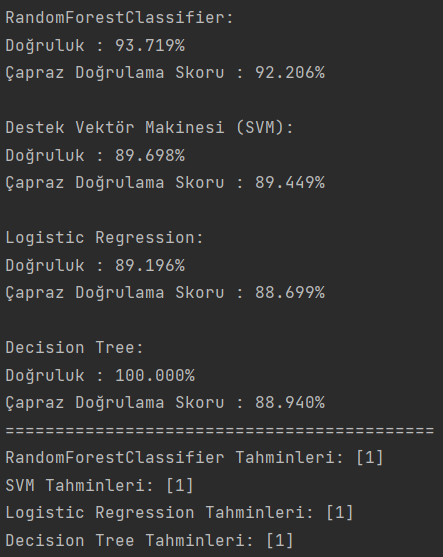 RandomForestClassifier:
Doğruluk : 93.719%
Çapraz Doğrulama Skoru : 92.206%
Destek Vektör Makinesi (SVM):
Doğruluk : 89.698%
Çapraz Doğrulama Skoru : 89.449%
Logistic Regression:
Doğruluk : 89.196%
Çapraz Doğrulama Skoru : 88.699%
Decision Tree:
Doğruluk : 100.000%
Çapraz Doğrulama Skoru : 88.940%
===========================================
RandomForestClassifier Tahminleri: [1]
SVM Tahminleri: [1]
Logistic Regression Tahminleri: [1]
Decision Tree Tahminleri: [1]